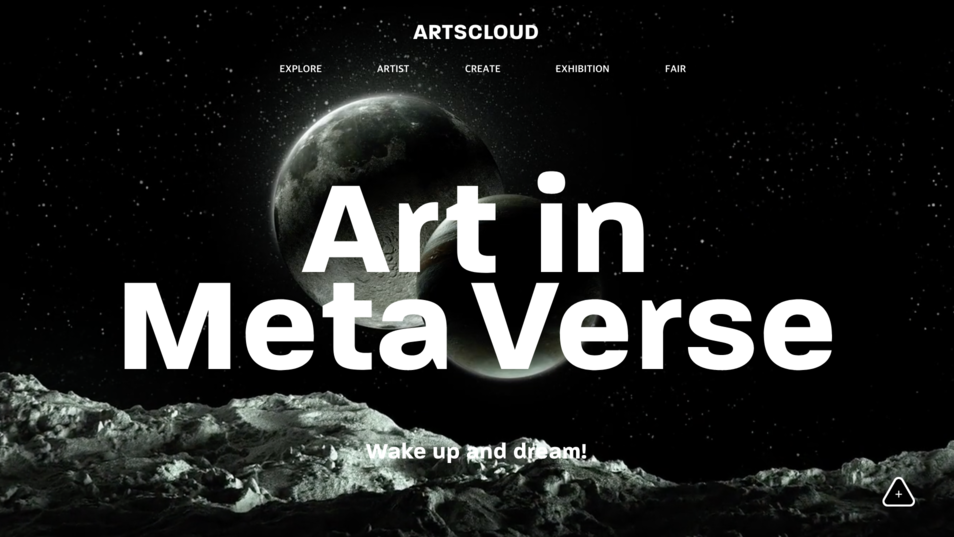 ARTSCLOUD
EXPLORE ARTIST CREATE EXHIBITION FAIR
Art in
Meta Verse
Wake up and dream!
+